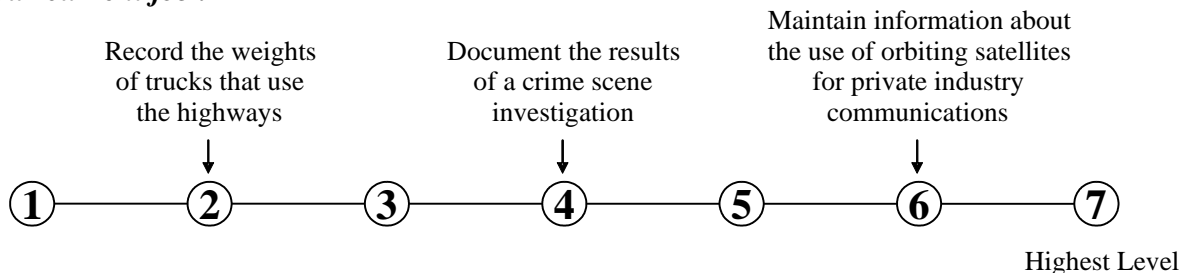 Record the weights
of trucks that use
the highways
Document the results
of a crime scene
investigation
Maintain information about
the use of orbiting satellites
for private industry
communications
1
2
3
4
5
6
7
Highest Level